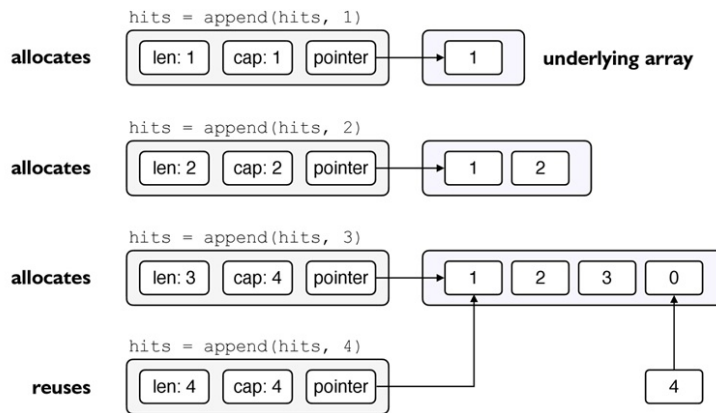 hits = append(hits, 1)
allocates len: 1 cap: 1 pointer 1 underlying array
hits = append(hits, 2)
allocates len: 2 cap: 2 pointer 1 2
hits = append(hits, 3)
allocates len: 3 cap: 4 pointer 1 2 3 0
hits = append(hits, 4)
reuses len: 4 cap: 4 pointer 4